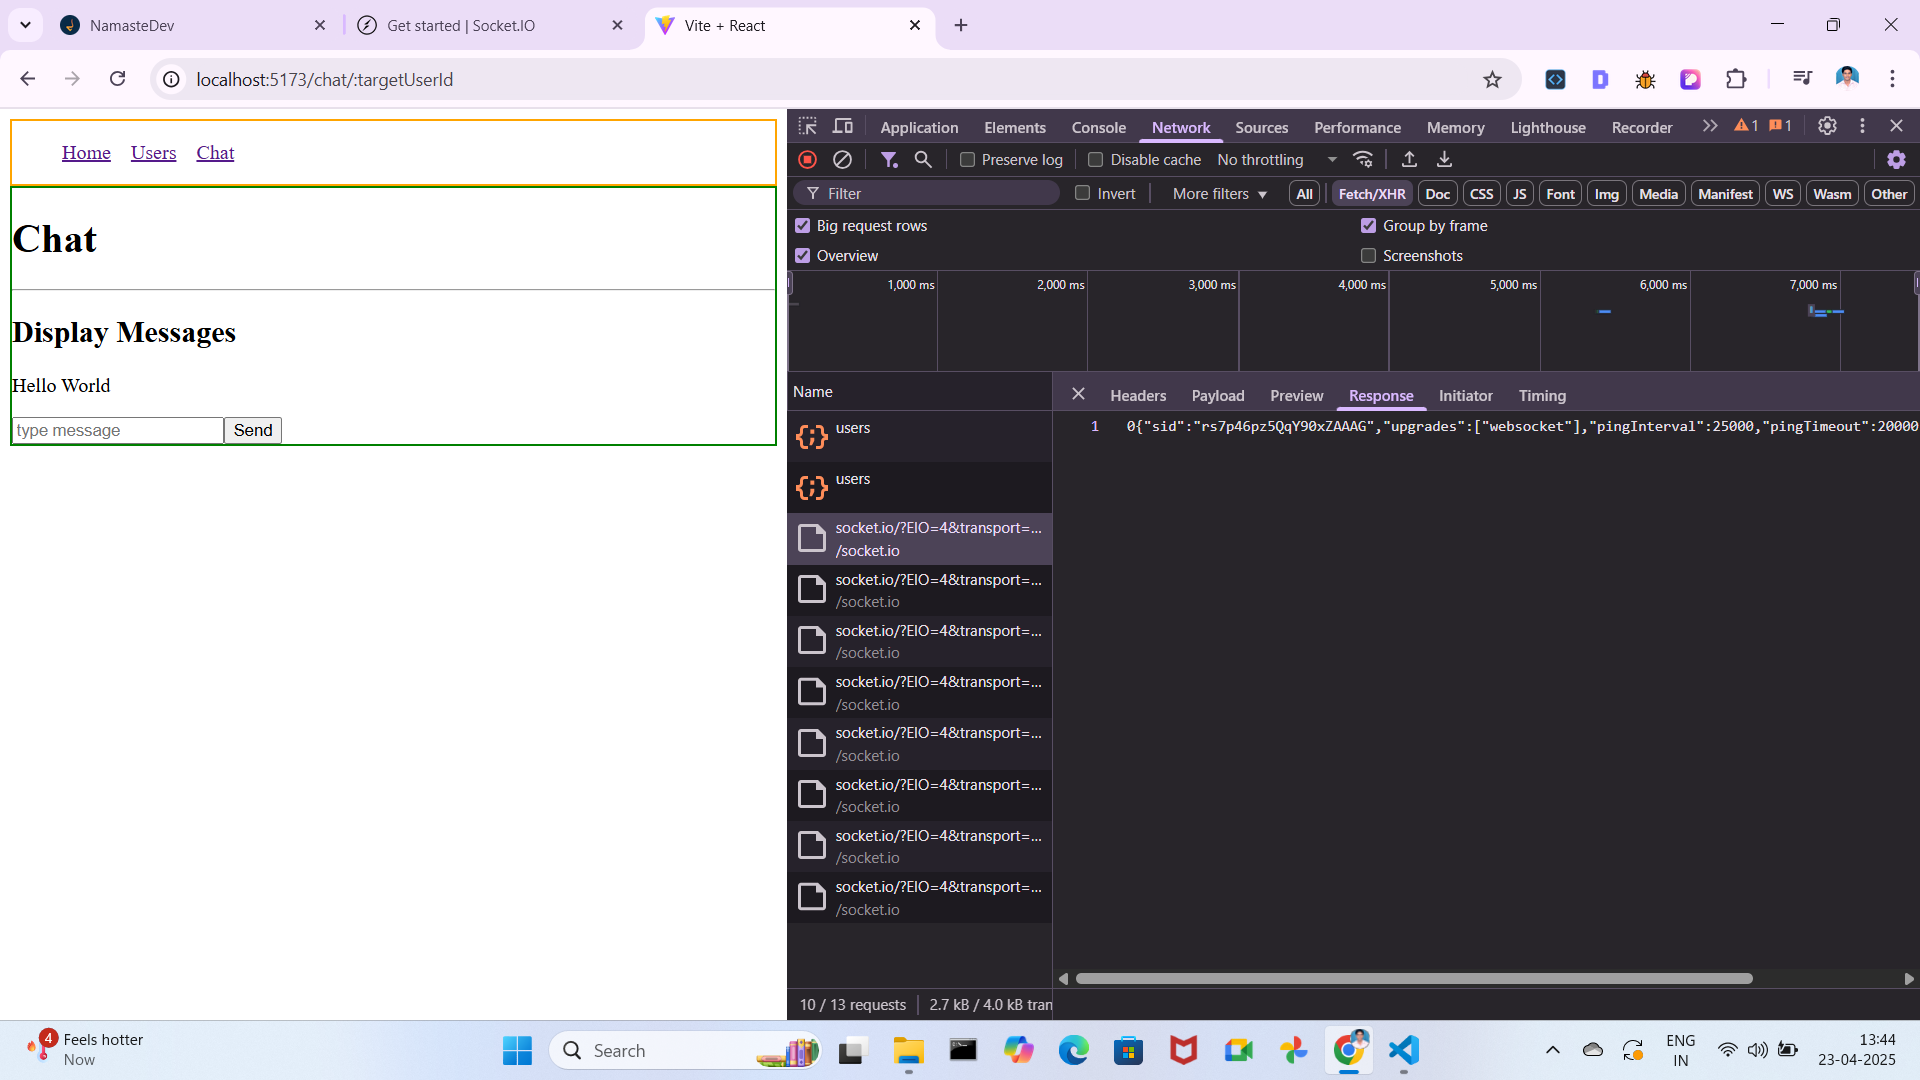 NamasteDev
Get started | Socket.IO
Vite + React
localhost:5173/chat/:targetUserId
Home Users Chat
Chat
Display Messages
Hello World
type message Send
Application Elements Console Network Sources Performance Memory Lighthouse Recorder 1 1
Preserve log Disable cache No throttling
Filter Invert More filters All Fetch/XHR Doc CSS JS Font Img Media Manifest WS Wasm Other
Big request rows Group by frame
Overview Screenshots
1,000 ms 2,000 ms 3,000 ms 4,000 ms 5,000 ms 6,000 ms 7,000 ms
Name
Headers Payload Preview Response Initiator Timing
1 0{"sid":"rs7p46pz5QqY90xZAAAG","upgrades":["websocket"],"pingInterval":25000,"pingTimeout":20000
users
users
socket.io/?EIO=4&transport=...
/socket.io
socket.io/?EIO=4&transport=...
/socket.io
socket.io/?EIO=4&transport=...
/socket.io
socket.io/?EIO=4&transport=...
/socket.io
socket.io/?EIO=4&transport=...
/socket.io
socket.io/?EIO=4&transport=...
/socket.io
socket.io/?EIO=4&transport=...
/socket.io
socket.io/?EIO=4&transport=...
/socket.io
10 / 13 requests 2.7 kB / 4.0 kB tran
4
Feels hotter
Now
Search
ENG
IN
13:44
23-04-2025